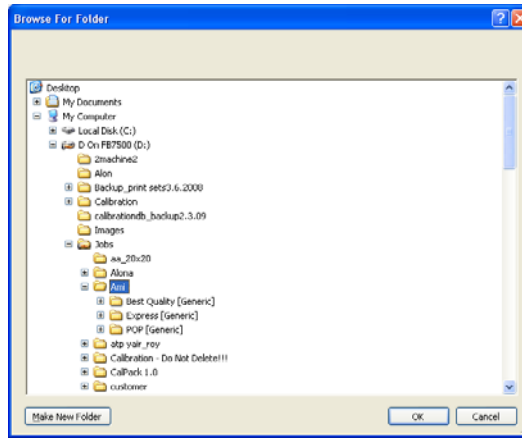 Browse For Folder
Desktop
My Documents
My Computer
Local Disk (C:)
D On FB7500 (D:)
2machine2
Alon
Backup_print sets3.6.2008
Calibration
calibrationdb_backup2.3.09
Images
Jobs
aa_20x20
Alona
Ami
Best Quality [Generic]
Express [Generic]
POP [Generic]
atp yair_roy
Calibration - Do Not Delete!!!
CalPack 1.0
customer
Make New Folder OK Cancel